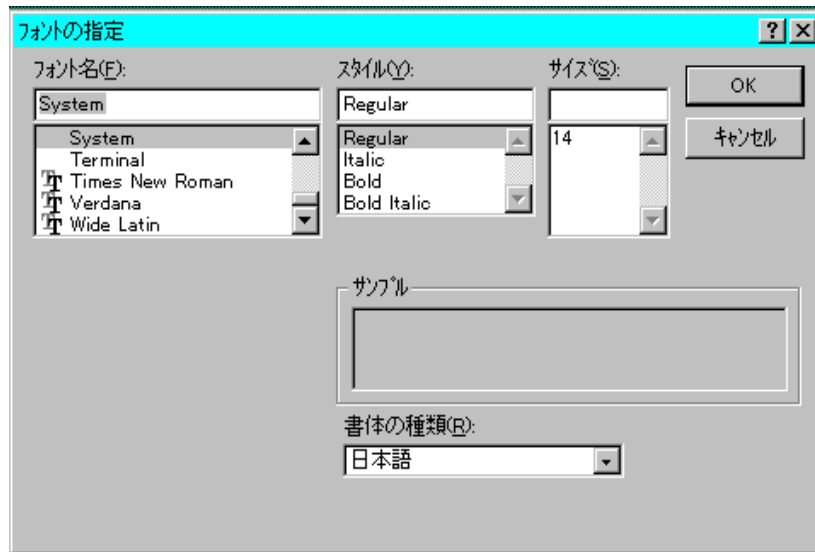 フォントの指定
フォント名(F):
System
System
Terminal
Times New Roman
Verdana
Wide Latin
スタイル(Y):
Regular
Regular
Italic
Bold
Bold Italic
サイズ(S):
14
OK
キャンセル
サンプル
書体の種類(R):
日本語